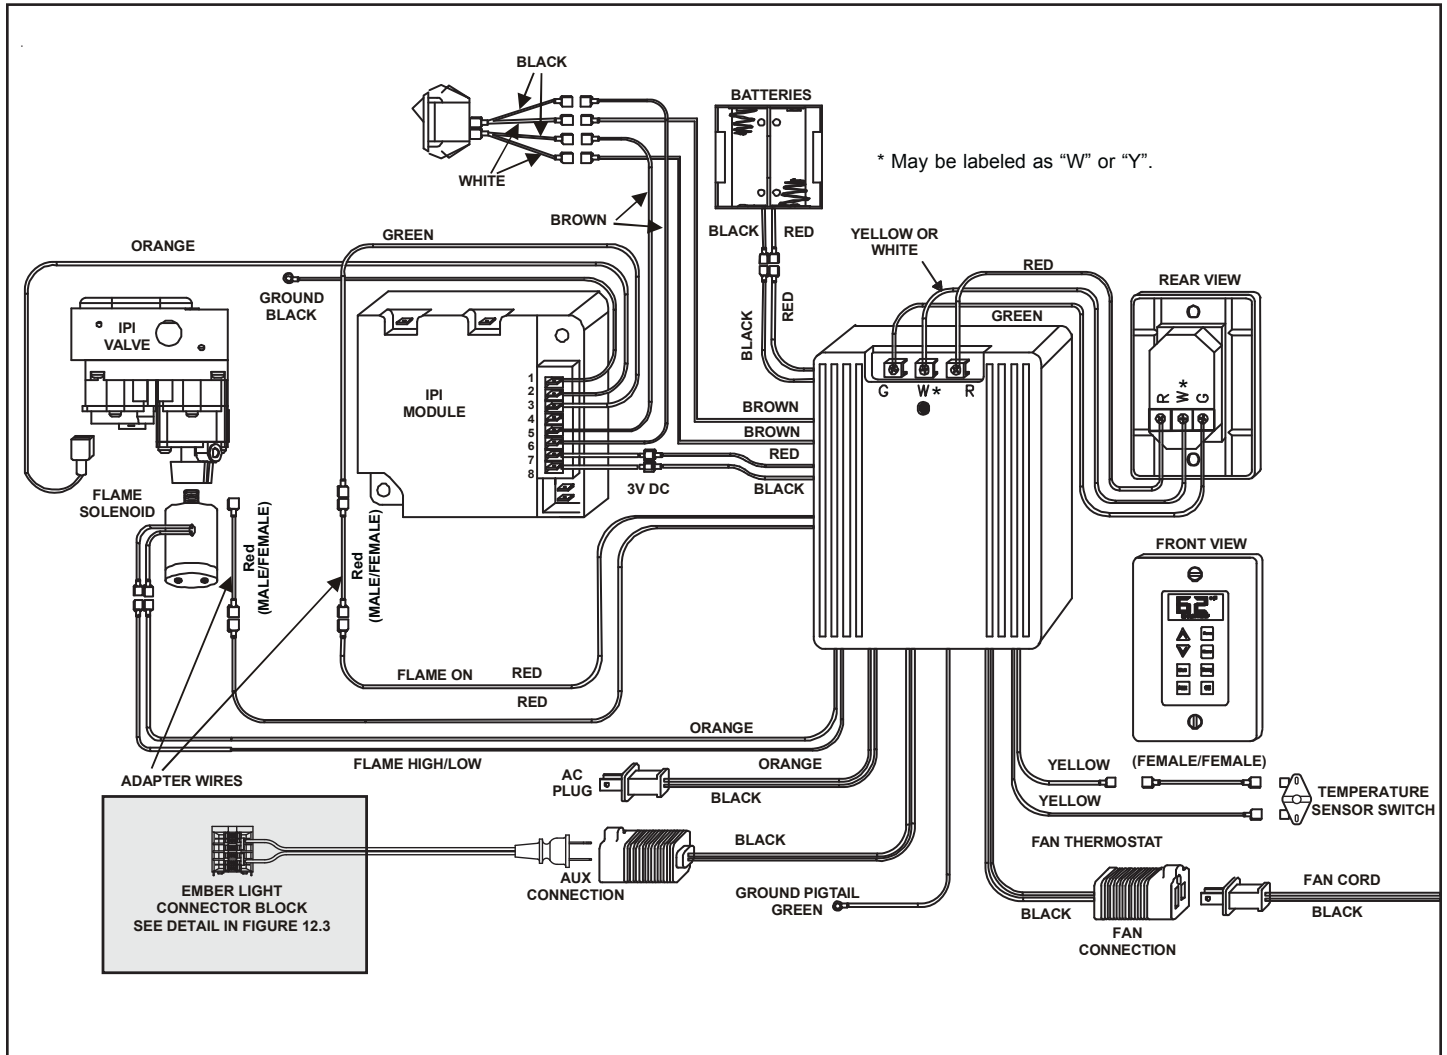 BLACK
BATTERIES
* May be labeled as “W” or “Y”.
WHITE
BROWN
BLACK
RED
YELLOW OR
WHITE
ORANGE
GREEN
RED
REAR VIEW
GROUND
BLACK
GREEN
IPI
VALVE
BLACK
RED
IPI
MODULE
1
2
3
4
5
6
7
8
G
W *
R
R
W *
G
BROWN
BROWN
RED
BLACK
3V DC
FLAME
SOLENOID
Red
(MALE/FEMALE)
Red
(MALE/FEMALE)
FRONT VIEW
62
FLAME ON
RED
RED
ORANGE
FLAME HIGH/LOW
ORANGE
ADAPTER WIRES
AC
PLUG
BLACK
YELLOW
(FEMALE/FEMALE)
YELLOW
TEMPERATURE
SENSOR SWITCH
FAN THERMOSTAT
BLACK
AUX
CONNECTION
EMBER LIGHT
CONNECTOR BLOCK
SEE DETAIL IN FIGURE 12.3
GROUND PIGTAIL
GREEN
BLACK
FAN
CONNECTION
FAN CORD
BLACK